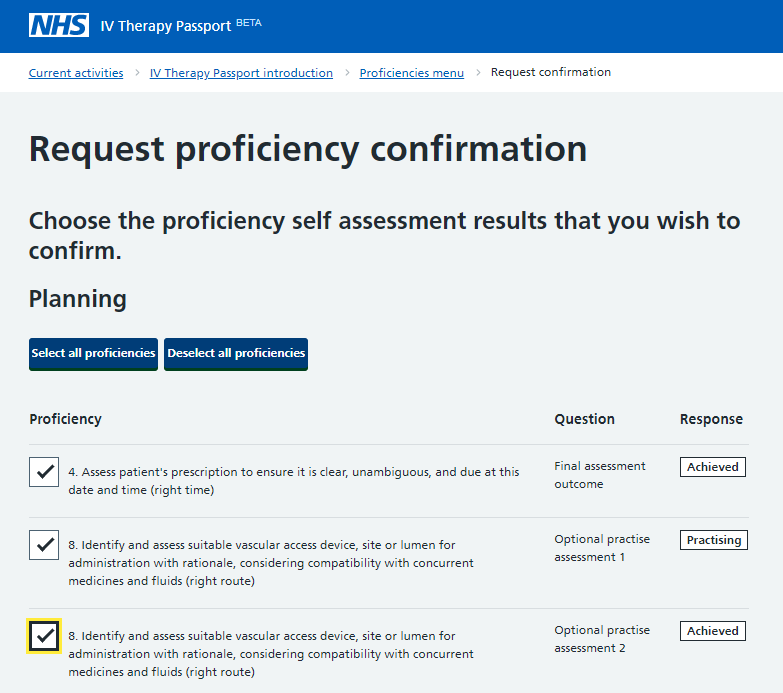 NHS IV Therapy Passport BETA
Current activities > IV Therapy Passport introduction > Proficiencies menu > Request confirmation
Request proficiency confirmation
Choose the proficiency self assessment results that you wish to
confirm.
Planning
Select all proficiencies Deselect all proficiencies
Proficiency Question Response
4. Assess patient's prescription to ensure it is clear, unambiguous, and due at this
date and time (right time)
Final assessment
outcome
Achieved
8. Identify and assess suitable vascular access device, site or lumen for
administration with rationale, considering compatibility with concurrent
medicines and fluids (right route)
Optional practise
assessment 1
Practising
8. Identify and assess suitable vascular access device, site or lumen for
administration with rationale, considering compatibility with concurrent
medicines and fluids (right route)
Optional practise
assessment 2
Achieved